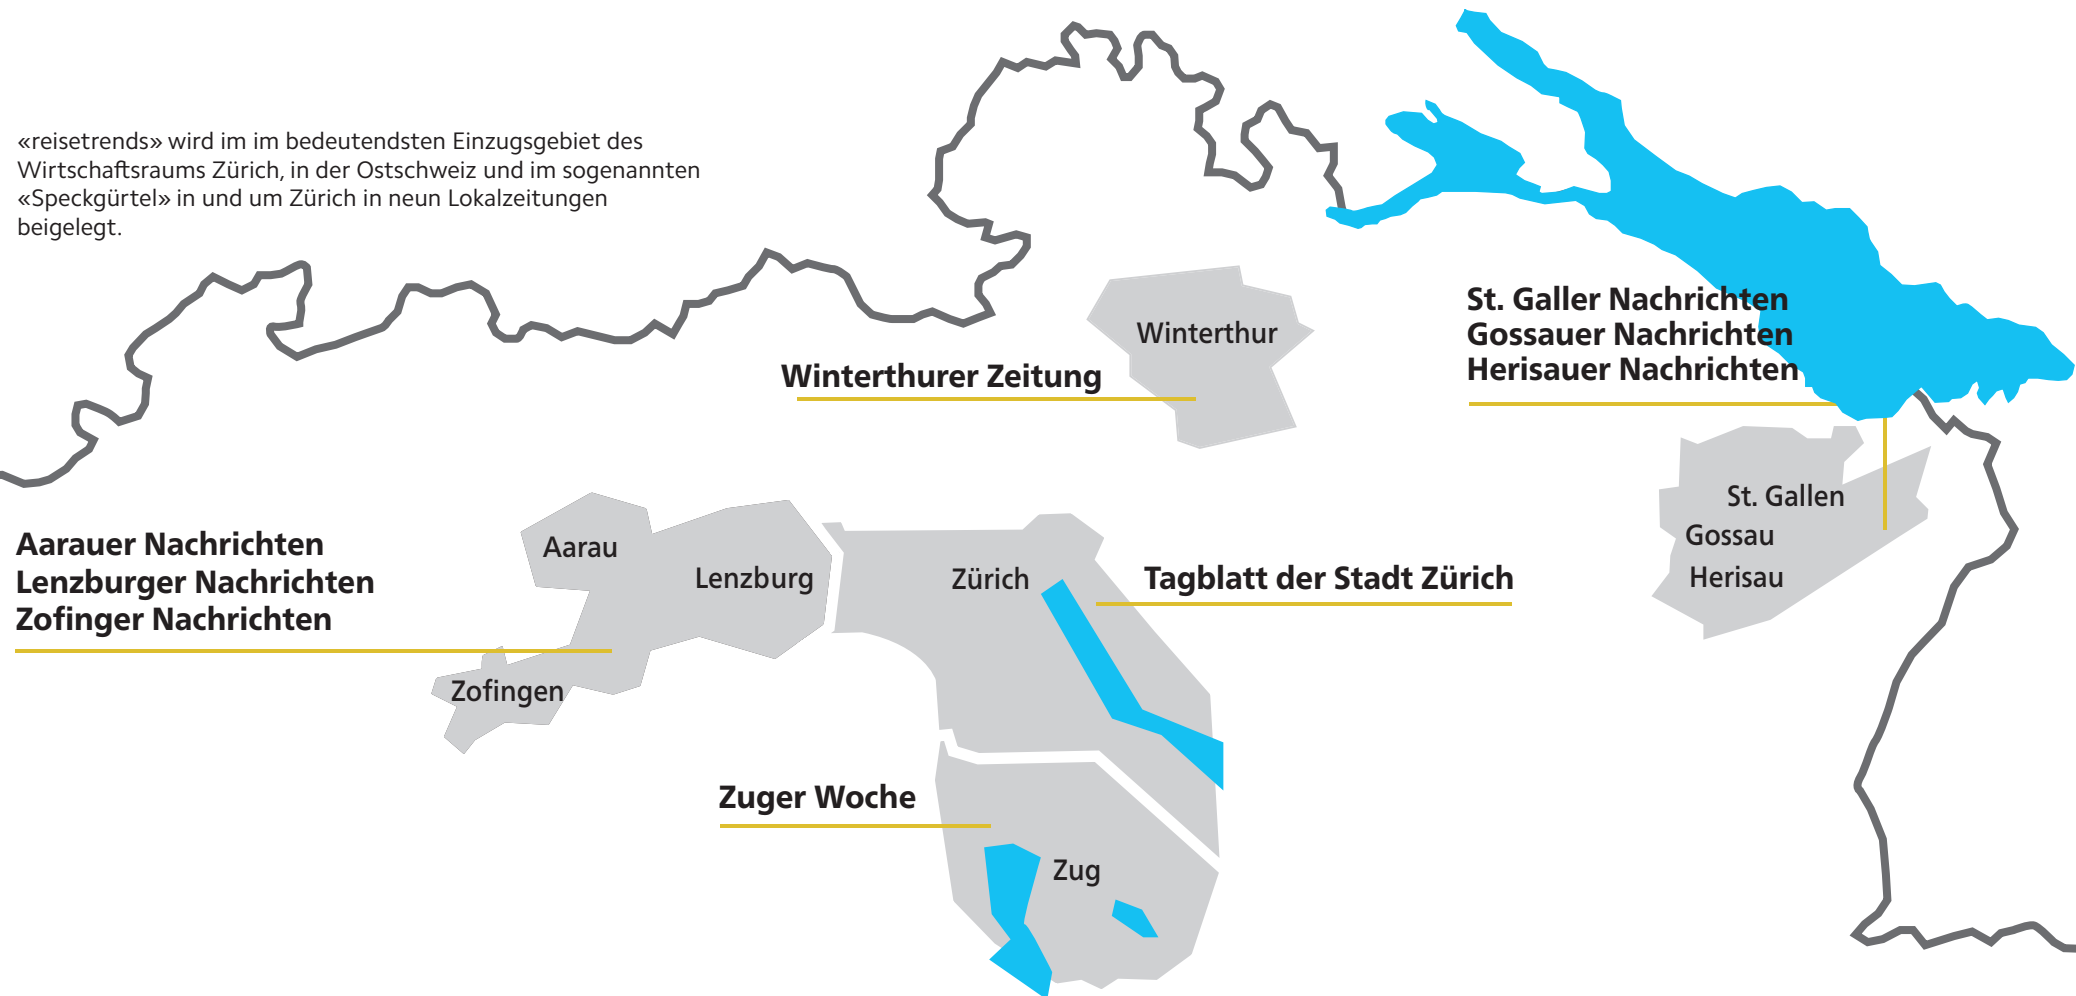 «reisetrends» wird im im bedeutendsten Einzugsgebiet des
Wirtschaftsraums Zürich, in der Ostschweiz und im sogenannten
«Speckgürtel» in und um Zürich in neun Lokalzeitungen
beigelegt.
Winterthur
Winterthurer Zeitung
St. Galler Nachrichten
Gossauer Nachrichten
Herisauer Nachrichten
St. Gallen
Gossau
Herisau
Aarauer Nachrichten
Lenzburger Nachrichten
Zofinger Nachrichten
Aarau
Lenzburg
Zofingen
Zürich
Tagblatt der Stadt Zürich
Zuger Woche
Zug